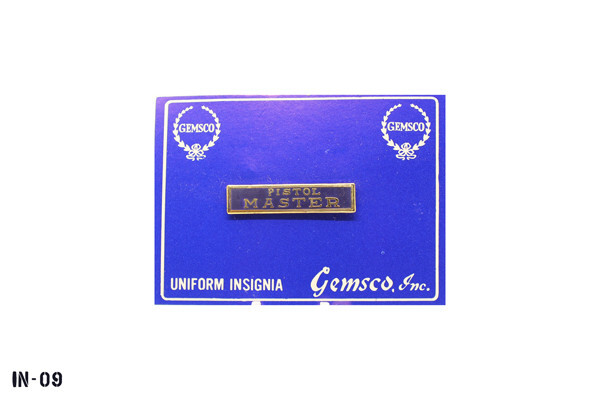 GEMSCO GEMSCO
PISTOL
MASTER
UNIFORM INSIGNIA Gemsco, Inc.
IN-09